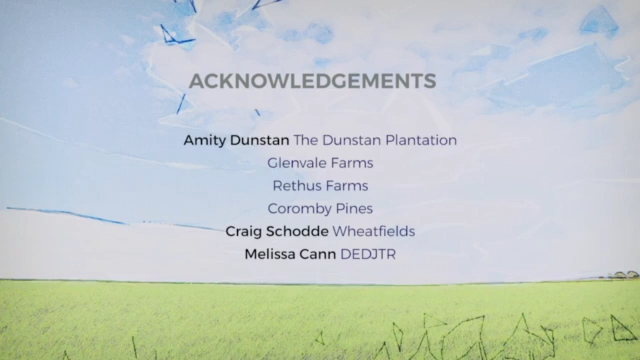 ACKNOWLEDGEMENTS
Amity Dunstan The Dunstan Plantation
Glenvale Farms
Rethus Farms
Coromby Pines
Craig Schodde Wheatfields
Melissa Cann DEDJTR